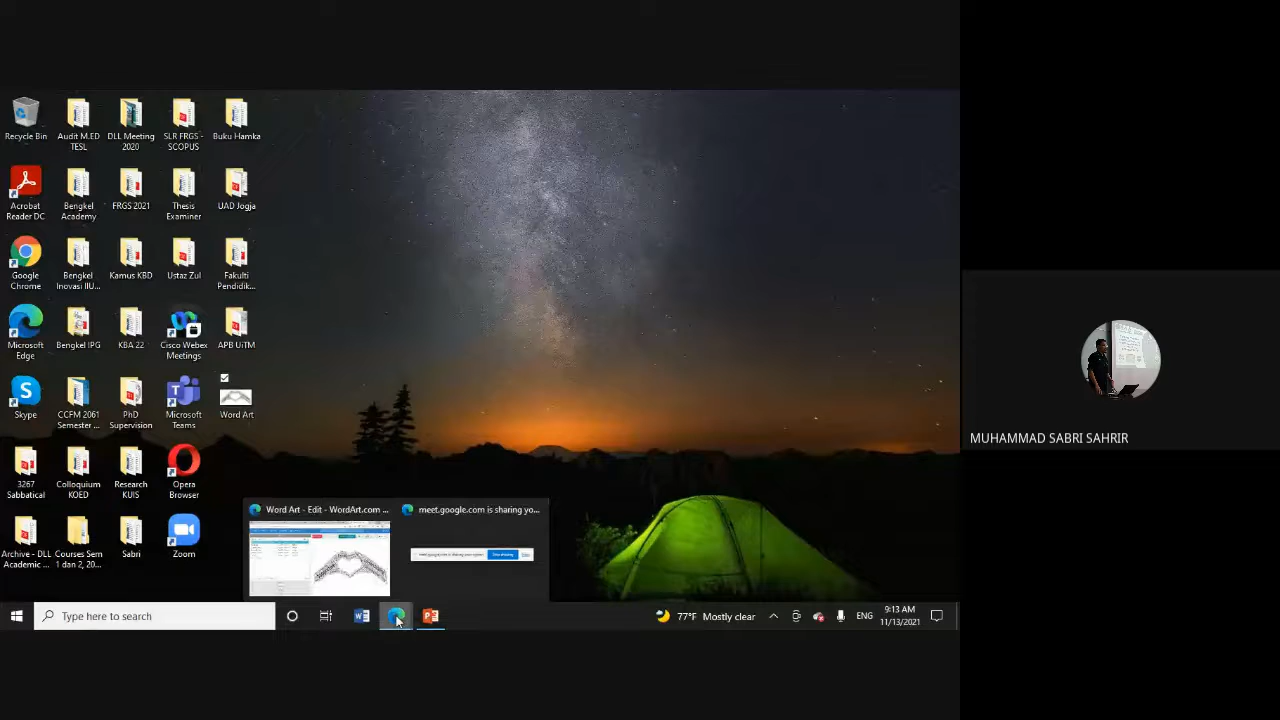 Recycle Bin
Audit M.ED
TESL
DLL Meeting
2020
SLR FRGS -
SCOPUS
Buku Hamka
Acrobat
Reader DC
Bengkel
Academy
FRGS 2021
Thesis
Examiner
UAD Jogja
Google
Chrome
Bengkel
Inovasi IIU...
Kamus KBD
Ustaz Zul
Fakulti
Pendidik...
Microsoft
Edge
Bengkel IPG
KBA 22
Cisco Webex
Meetings
APB UiTM
Skype
CCFM 2061
Semester ...
PhD
Supervision
Microsoft
Teams
Word Art
3267
Sabbatical
Colloquium
KOED
Research
KUIS
Opera
Browser
Archive - DLL
Academic ...
Courses Sem
1 dan 2, 20...
Sabri
Zoom
Word Art - Edit - WordArt.com ...
meet.google.com is sharing yo...
Type here to search
77°F Mostly clear
ENG
9:13 AM
11/13/2021
MUHAMMAD SABRI SAHRIR